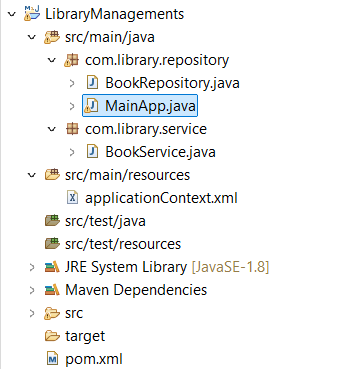 LibraryManagements
src/main/java
com.library.repository
BookRepository.java
MainApp.java
com.library.service
BookService.java
src/main/resources
applicationContext.xml
src/test/java
src/test/resources
JRE System Library [JavaSE-1.8]
Maven Dependencies
src
target
pom.xml